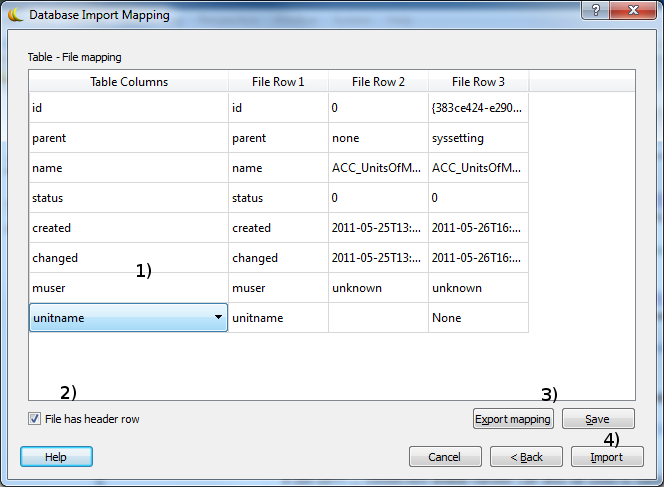 Database Import Mapping
Table - File mapping
Table Columns File Row 1 File Row 2 File Row 3
id id 0 {383ce424-e290...
parent parent none syssetting
name name ACC_UnitsOfM... ACC_UnitsOfM...
status status 0 0
created created 2011-05-25T13:... 2011-05-26T16:...
changed changed 2011-05-25T13:... 2011-05-26T16:...
1)
muser muser unknown unknown
unitname unitname None
2) 3)
File has header row Export mapping Save
4)
Help Cancel < Back Import